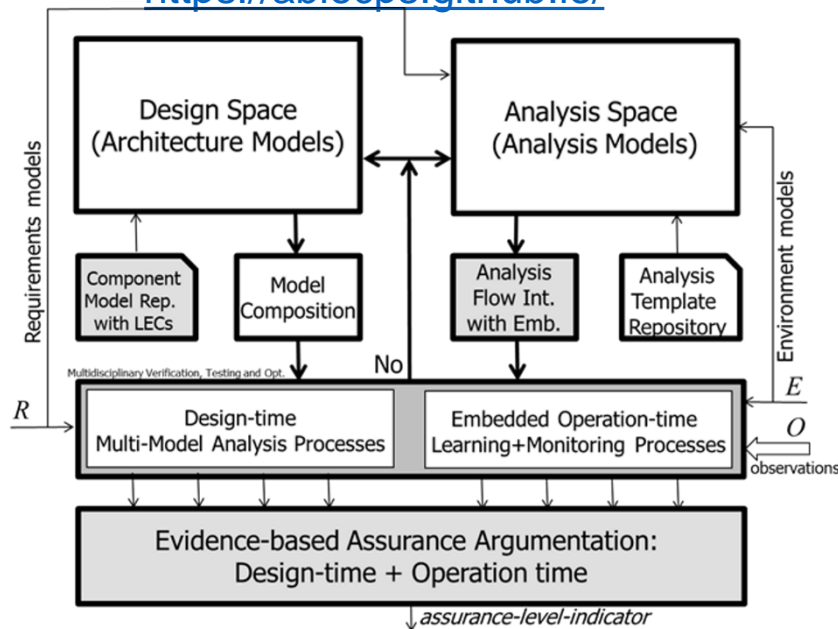 Design Space
(Architecture Models)
Analysis Space
(Analysis Models)
Requirements models
Environment models
Component
Model Rep.
with LECs
Model
Composition
Analysis
Flow Int.
with Emb.
Analysis
Template
Repository
No
Multidisciplinary Verification, Testing and Opt.
R
E
O
observations
Design-time
Multi-Model Analysis Processes
Embedded Operation-time
Learning+Monitoring Processes
Evidence-based Assurance Argumentation:
Design-time + Operation time
assurance-level-indicator